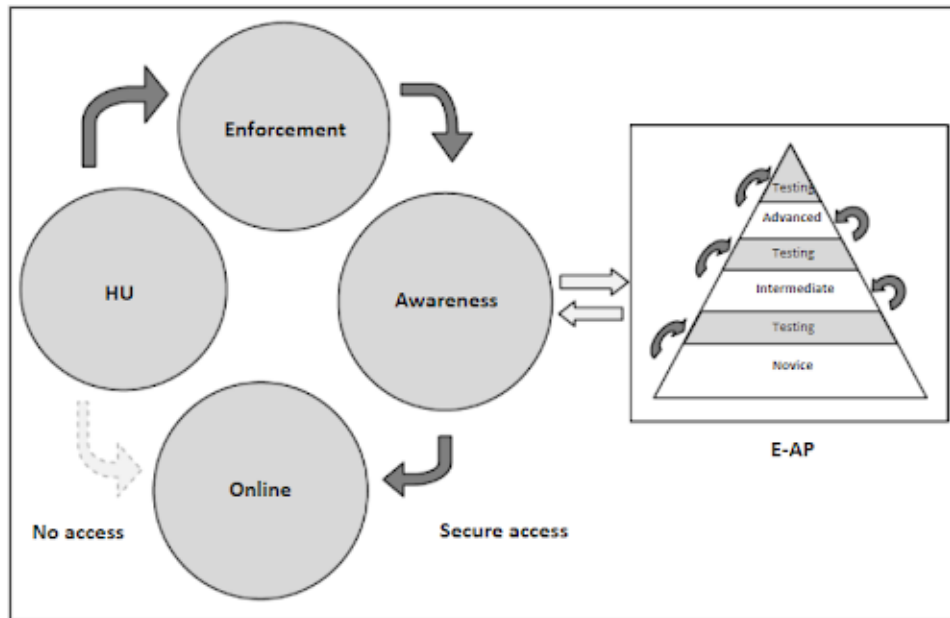 Enforcement
HU
Awareness
Online
No access
Secure access
Testing
Advanced
Testing
Intermediate
Testing
Novice
E-AP